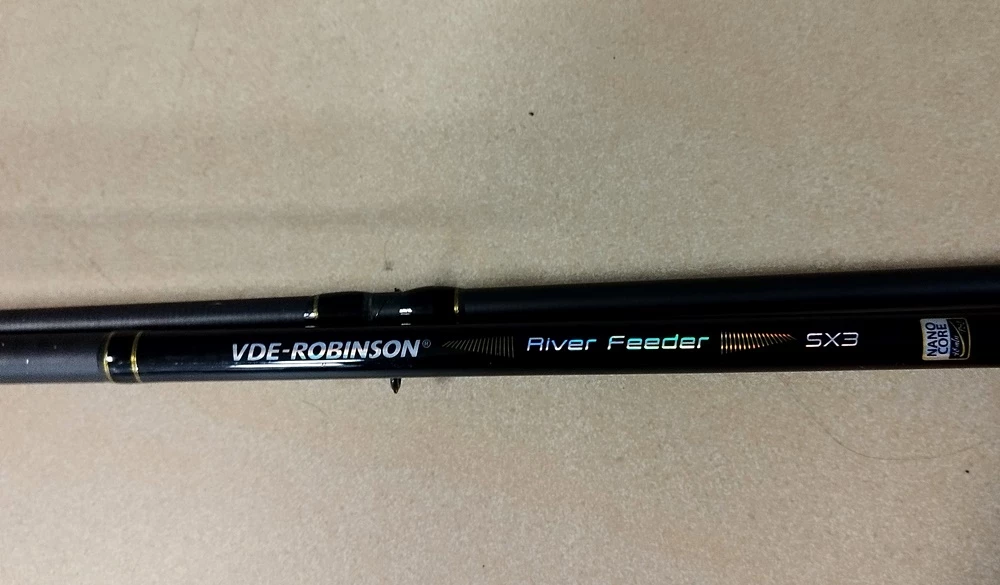 VDE-ROBINSON® River Feeder SX3
NANO
CORE